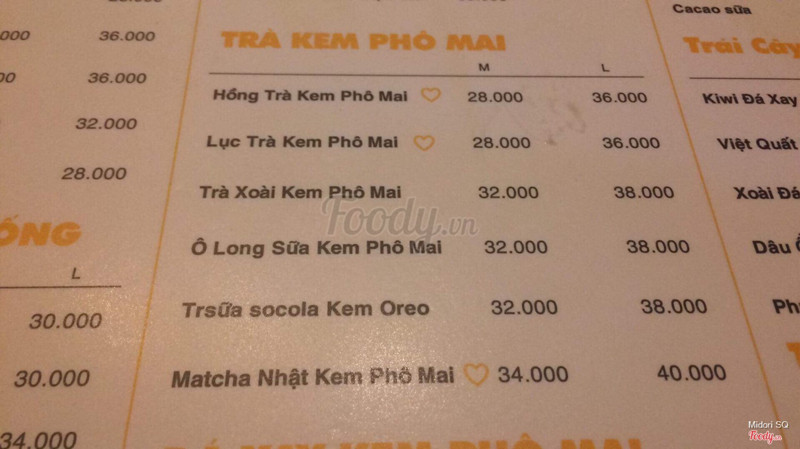 000 36.000
36.000
32.000
28.000
ỐNG
L
30.000
30.000
34.000
TRÀ KEM PHÔ MAI
M L
Hồng Trà Kem Phô Mai 28.000 36.000
Lục Trà Kem Phô Mai 28.000 36.000
Trà Xoài Kem Phô Mai 32.000 38.000
Ô Long Sữa Kem Phô Mai 32.000 38.000
Trsữa socola Kem Oreo 32.000 38.000
Matcha Nhật Kem Phô Mai 34.000 40.000
KEM PHÔ MAI
Cacao sữa
Trái Cây
Kiwi Đá Xay
Việt Quất
Xoài Đá
Dâu
Foody.vn
Midori SQ
Foody.vn